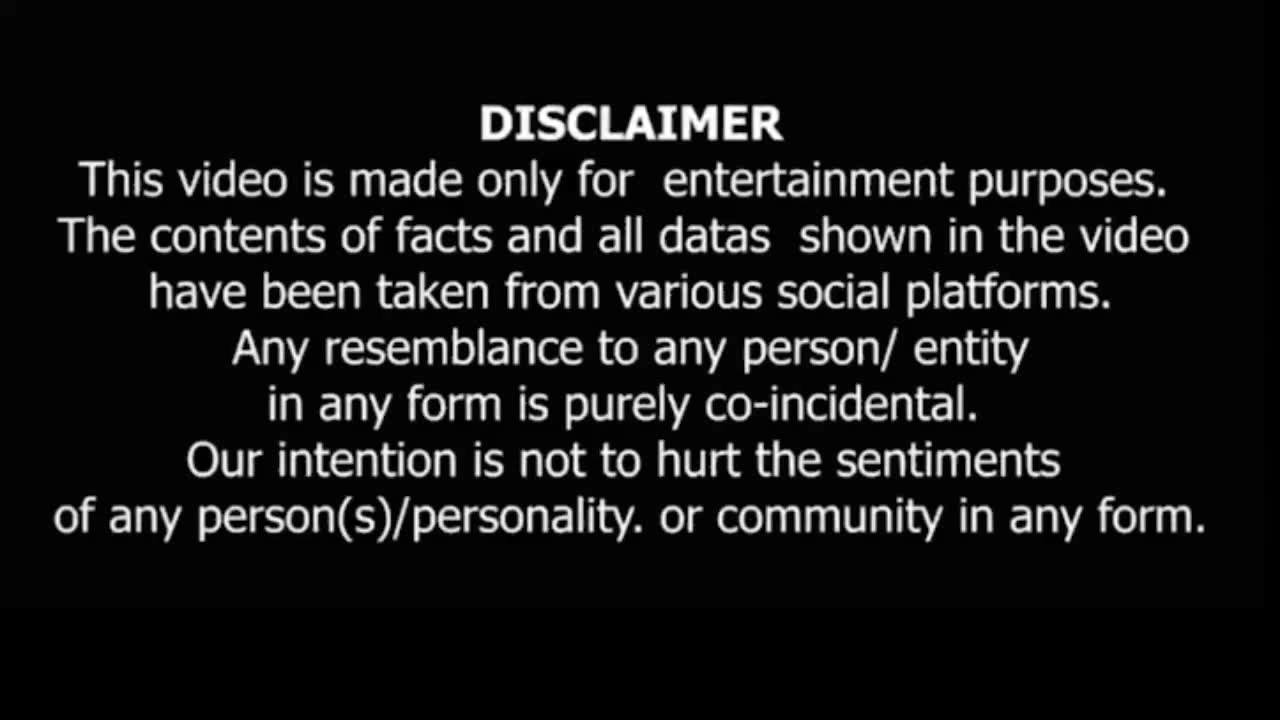 DISCLAIMER
This video is made only for entertainment purposes.
The contents of facts and all datas shown in the video
have been taken from various social platforms.
Any resemblance to any person/ entity
in any form is purely co-incidental.
Our intention is not to hurt the sentiments
of any person(s)/personality. or community in any form.